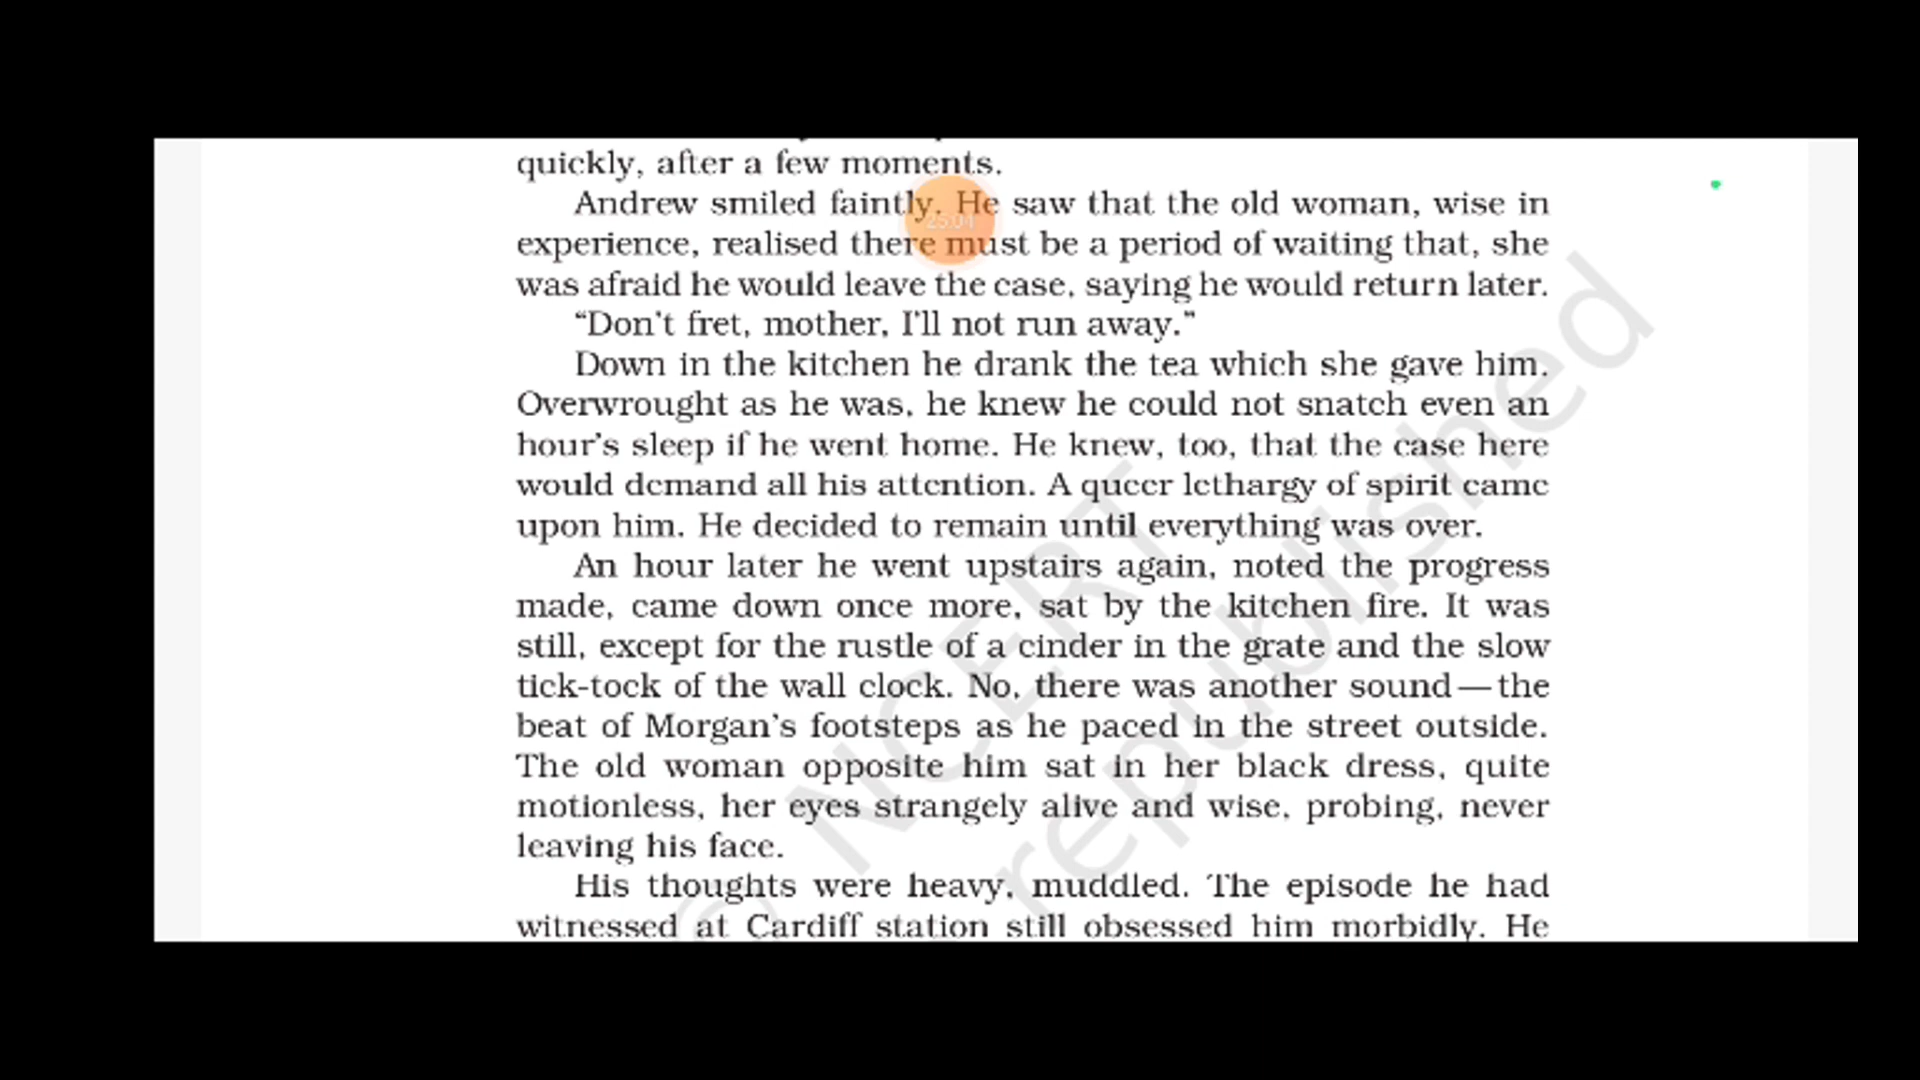 quickly, after a few moments.
Andrew smiled faintly. He saw that the old woman, wise in
experience, realised there must be a period of waiting that, she
was afraid he would leave the case, saying he would return later.
“Don’t fret, mother, I’ll not run away.”
Down in the kitchen he drank the tea which she gave him.
Overwrought as he was, he knew he could not snatch even an
hour’s sleep if he went home. He knew, too, that the case here
would demand all his attention. A queer lethargy of spirit came
upon him. He decided to remain until everything was over.
An hour later he went upstairs again, noted the progress
made, came down once more, sat by the kitchen fire. It was
still, except for the rustle of a cinder in the grate and the slow
tick-tock of the wall clock. No, there was another sound — the
beat of Morgan’s footsteps as he paced in the street outside.
The old woman opposite him sat in her black dress, quite
motionless, her eyes strangely alive and wise, probing, never
leaving his face.
His thoughts were heavy, muddled. The episode he had
witnessed at Cardiff station still obsessed him morbidly. He
25:04
© NCERT
republished